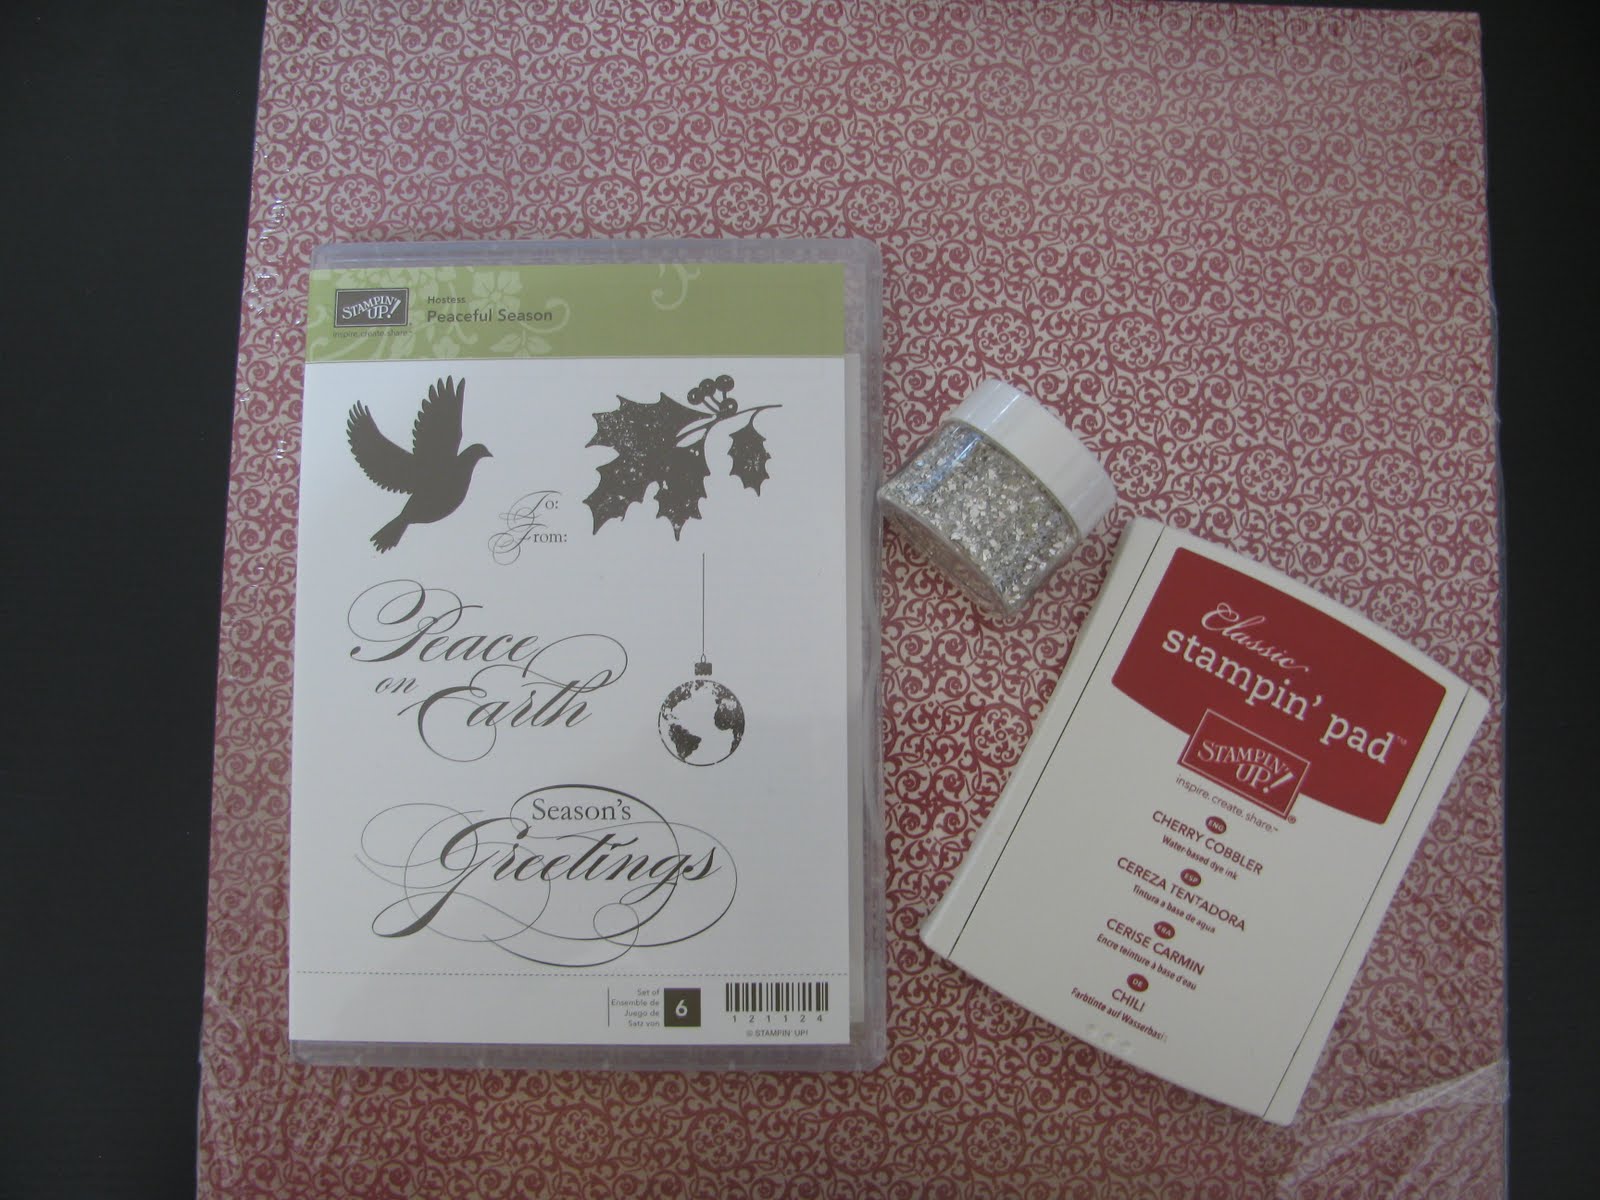 STAMPIN' UP!
inspire.create.share.™
Hostess
Peaceful Season
To:
From:
Peace
on
Earth
Season's
Greetings
Set of
Ensemble de
Juego de
Satz von
6
121124
© STAMPIN' UP!
Classic
stampin' pad™
STAMPIN' UP!®
inspire.create.share.™
ENG
CHERRY COBBLER
Water-based dye ink
ESP
CEREZA TENTADORA
Tintura a base de agua
FRA
CERISE CARMIN
Encre teinture à base d'eau
DE
CHILI
Farbtinte auf Wasserbasis